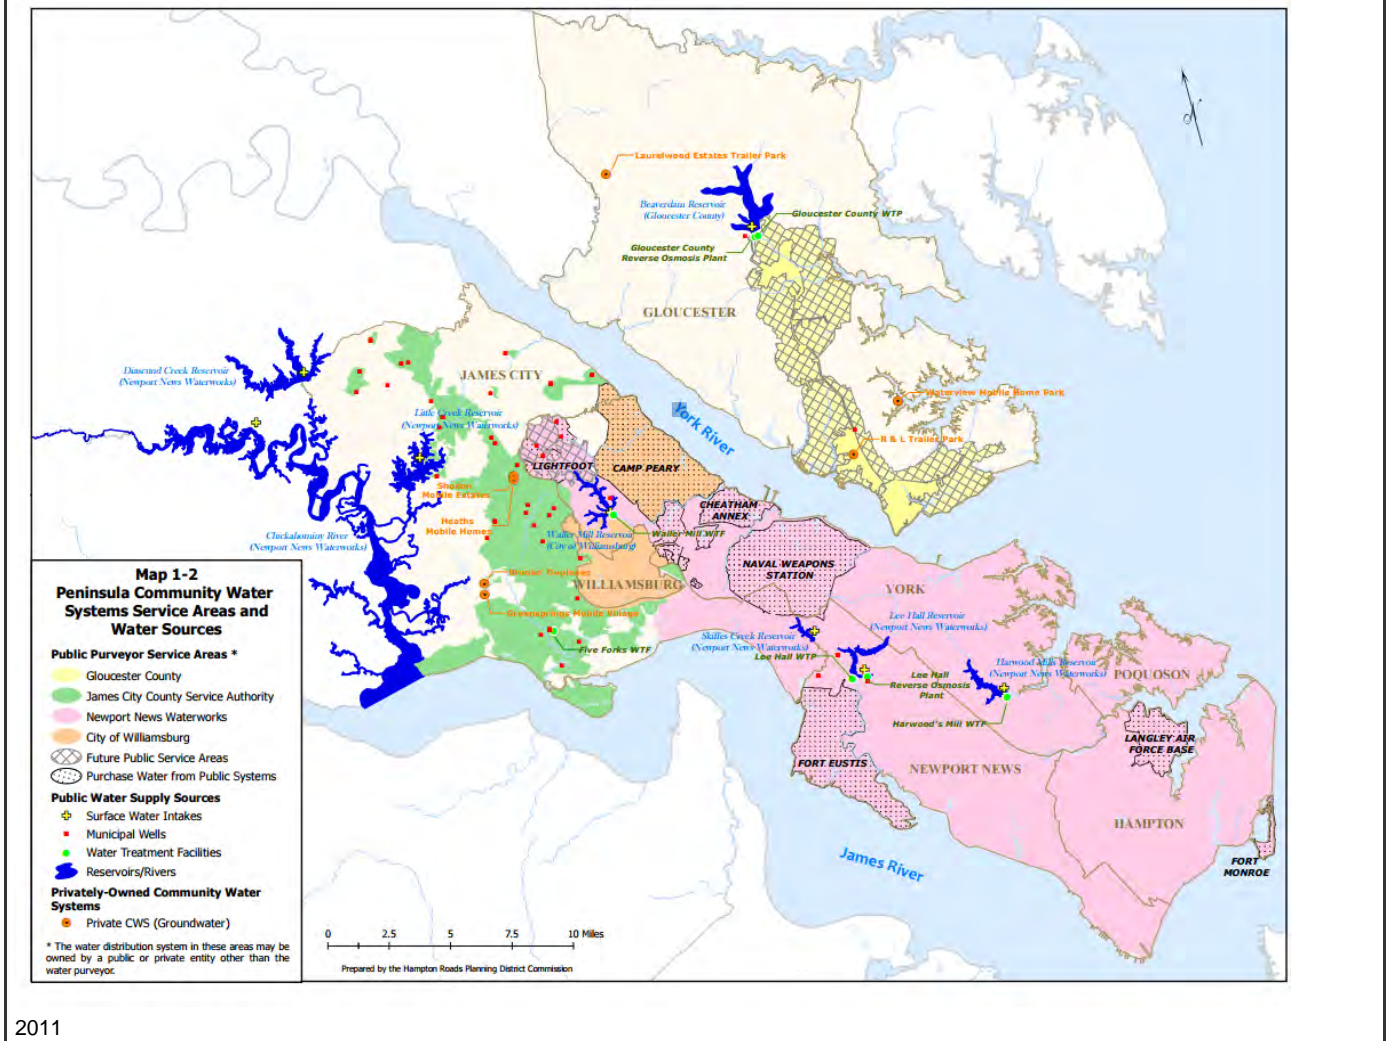 Laurelwood Estates Trailer Park
Beaverdam Reservoir
(Gloucester County)
Gloucester County WTP
Gloucester County
Reverse Osmosis Plant
GLOUCESTER
Diascund Creek Reservoir
(Newport News Waterworks)
JAMES CITY
Little Creek Reservoir
(Newport News Waterworks)
Waterview Mobile Home Park
York River
R & L Trailer Park
LIGHTFOOT
CAMP PEARY
Mobile Estates
CHEATHAM
ANNEX
Heaths
Mobile Homes
Chickahominy River
(Newport News Waterworks)
Waller Mill Reservoir
(City of Williamsburg)
Waller Mill WTF
NAVAL WEAPONS
STATION
WILLIAMSBURG
YORK
Greensprings Mobile Village
Lee Hall Reservoir
(Newport News Waterworks)
Skiffes Creek Reservoir
(Newport News Waterworks)
Lee Hall WTP
Five Forks WTF
Lee Hall
Reverse Osmosis
Plant
Harwood Mills Reservoir
(Newport News Waterworks)
POQUOSON
Harwood's Mill WTF
LANGLEY AIR
FORCE BASE
FORT EUSTIS
NEWPORT NEWS
HAMPTON
James River
FORT
MONROE
Map 1-2
Peninsula Community Water
Systems Service Areas and
Water Sources
Public Purveyor Service Areas *
Gloucester County
James City County Service Authority
Newport News Waterworks
City of Williamsburg
Future Public Service Areas
Purchase Water from Public Systems
Public Water Supply Sources
Surface Water Intakes
Municipal Wells
Water Treatment Facilities
Reservoirs/Rivers
Privately-Owned Community Water
Systems
Private CWS (Groundwater)
* The water distribution system in these areas may be
owned by a public or private entity other than the
water purveyor.
0 2.5 5 7.5 10 Miles
Prepared by the Hampton Roads Planning District Commission
2011